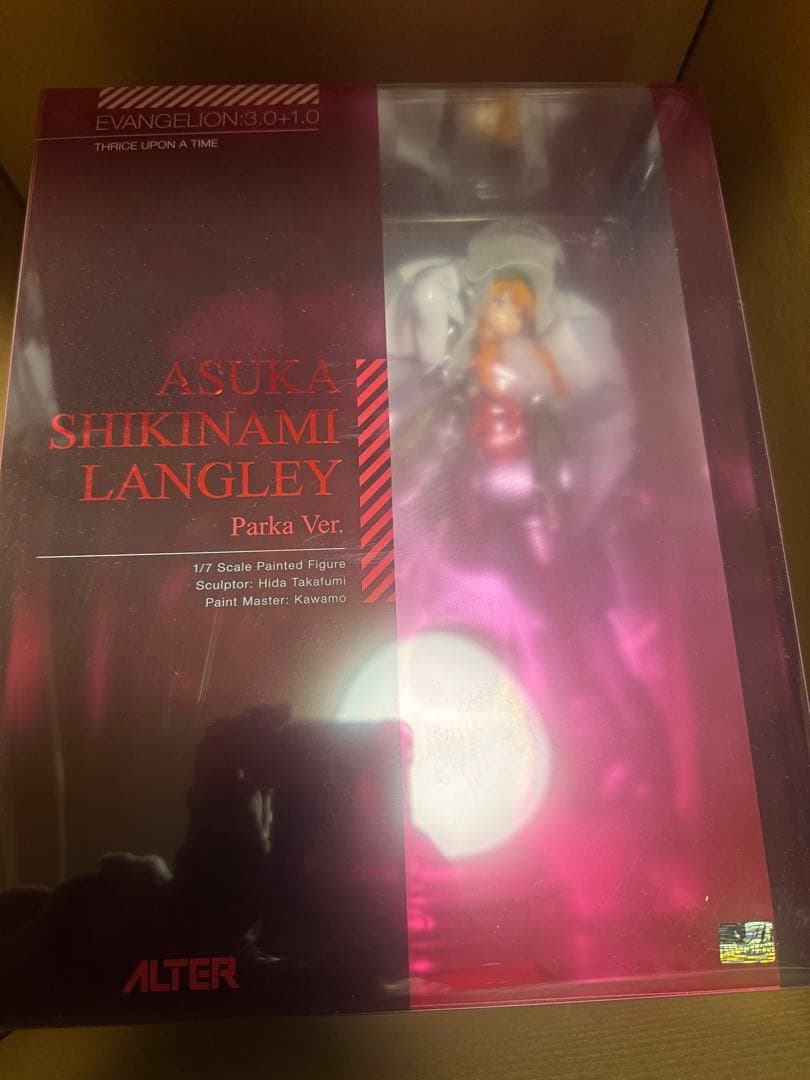 EVANGELION:3.0+1.0
THRICE UPON A TIME
ASUKA
SHIKINAMI
LANGLEY
Parka Ver.
1/7 Scale Painted Figure
Sculptor: Hida Takafumi
Paint Master: Kawamo
ALTER